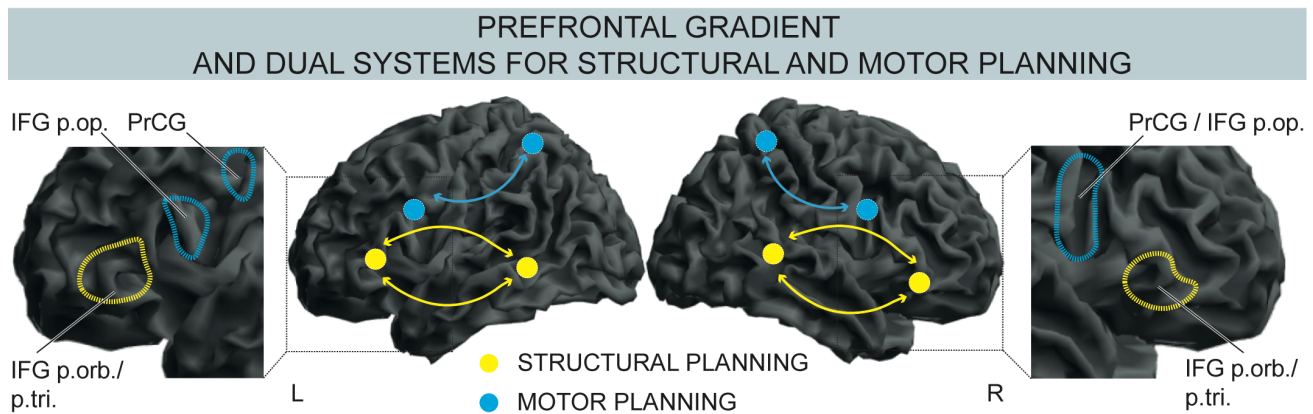 PREFRONTAL GRADIENT
AND DUAL SYSTEMS FOR STRUCTURAL AND MOTOR PLANNING
IFG p.op. PrCG
PrCG / IFG p.op.
IFG p.orb./
p.tri.
L
STRUCTURAL PLANNING
MOTOR PLANNING
R
IFG p.orb./
p.tri.